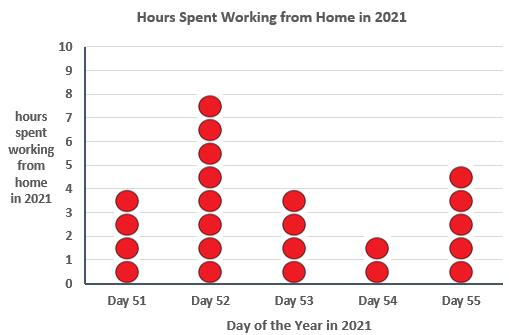 Hours Spent Working from Home in 2021
10
9
8
7
6
5
4
3
2
1
0
hours
spent
working
from
home
in 2021
Day 51 Day 52 Day 53 Day 54 Day 55
Day of the Year in 2021